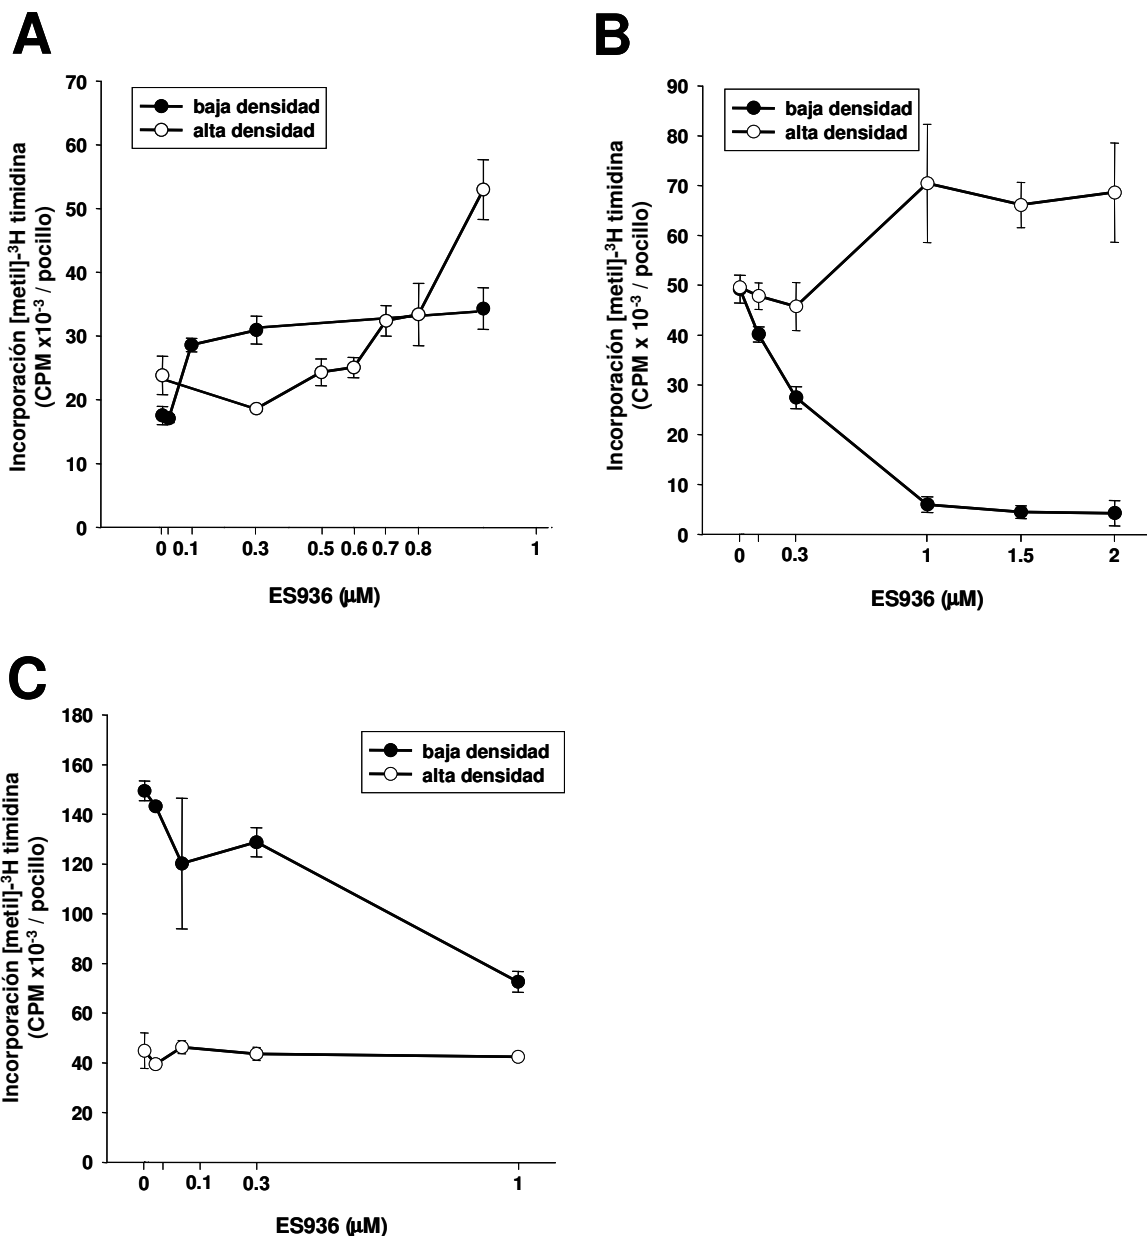 A
70
60
50
40
30
20
10
0
baja densidad
alta densidad
Incorporación [metil]-³H timidina
(CPM x10⁻³ / pocillo)
0 0.1 0.3 0.5 0.6 0.7 0.8 1
ES936 (μM)
B
90
80
70
60
50
40
30
20
10
0
baja densidad
alta densidad
Incorporación [metil]-³H timidina
(CPM x 10⁻³ / pocillo)
0 0.3 1 1.5 2
ES936 (μM)
C
180
160
140
120
100
80
60
40
20
0
baja densidad
alta densidad
Incorporación [metil]-³H timidina
(CPM x10⁻³ / pocillo)
0 0.1 0.3 1
ES936 (μM)